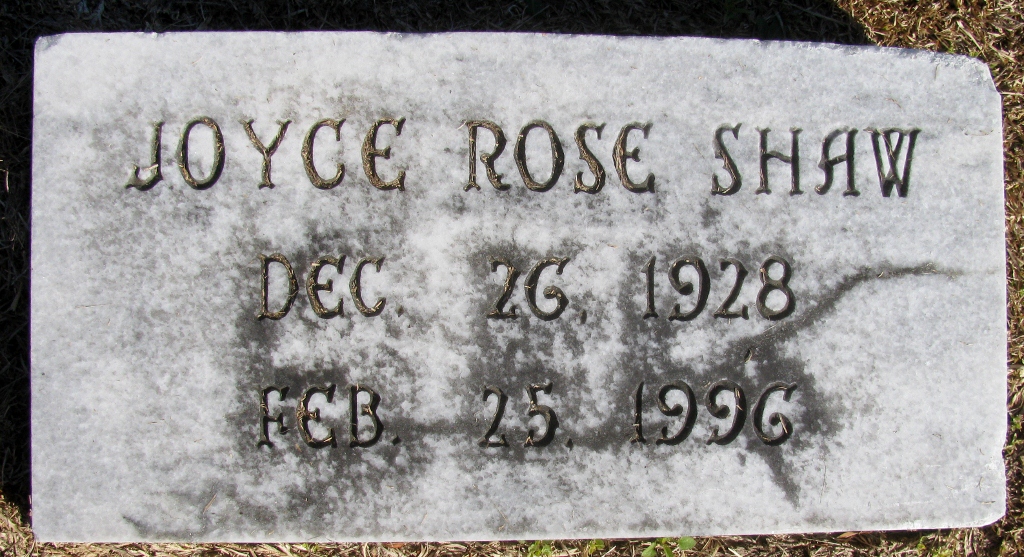 JOYCE ROSE SHAW
DEC. 26, 1928
FEB. 25, 1996